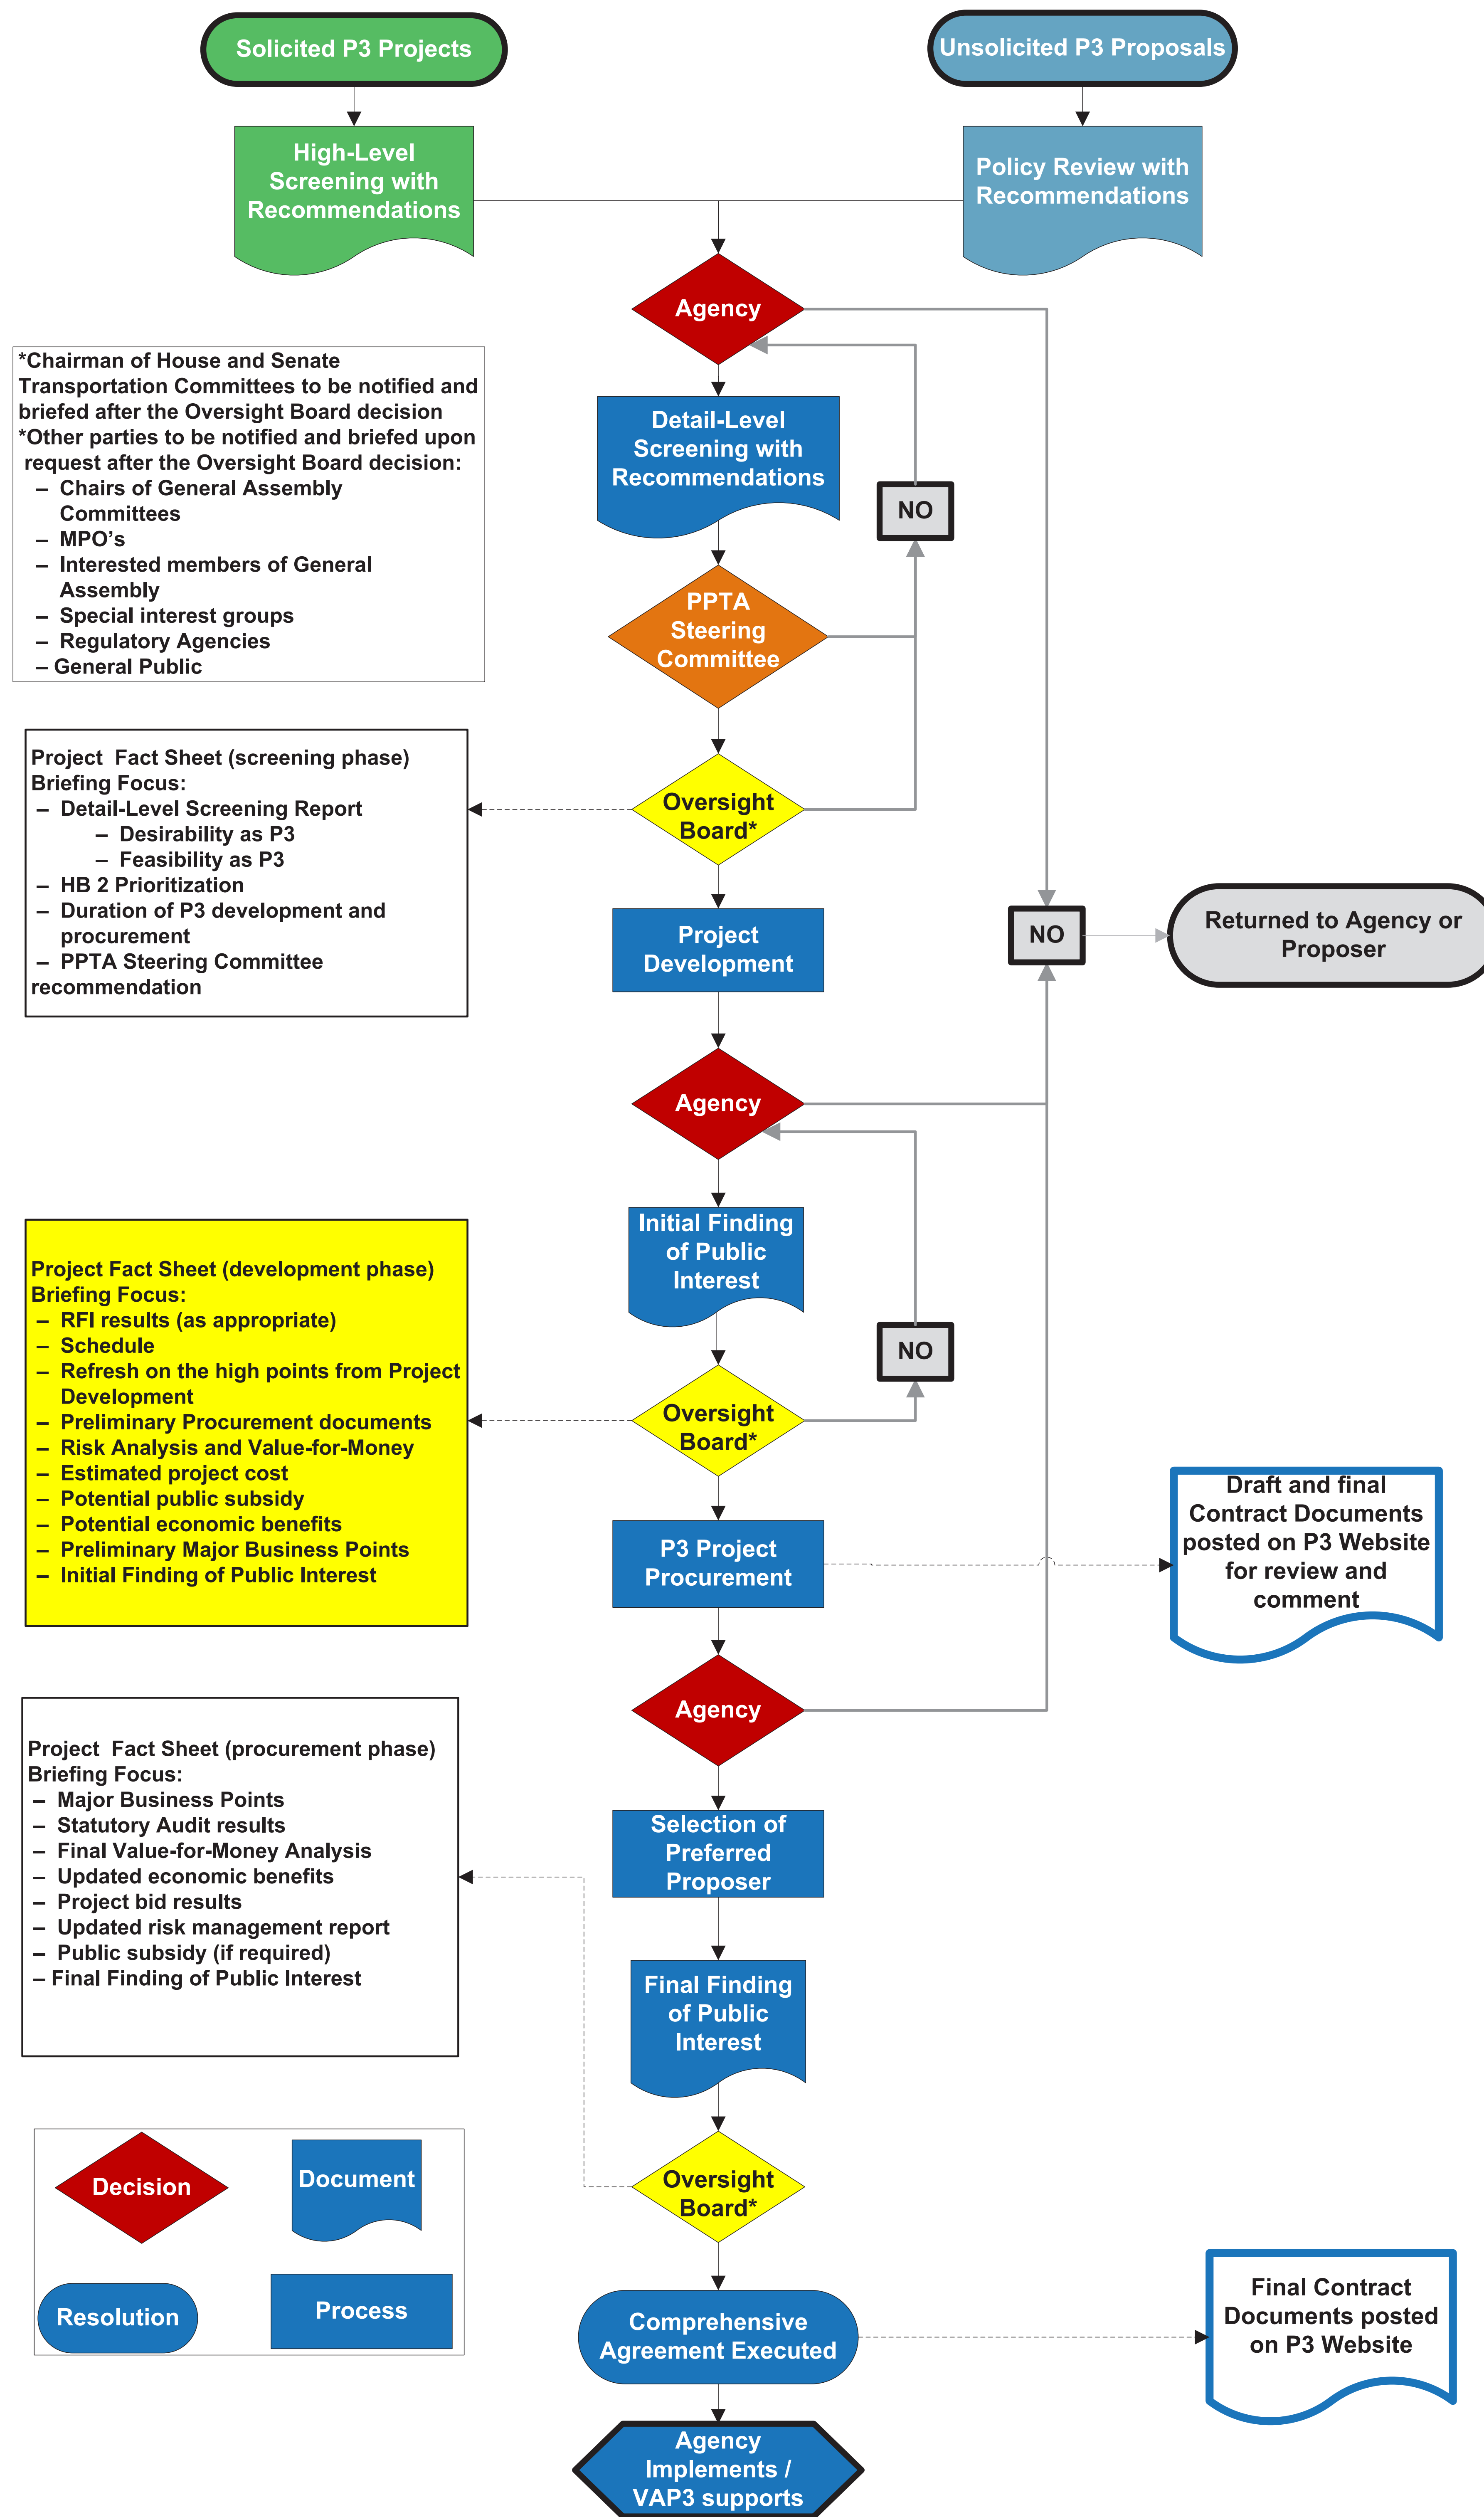 Solicited P3 Projects
Unsolicited P3 Proposals
High-Level
Screening with
Recommendations
Policy Review with
Recommendations
Agency
*Chairman of House and Senate
Transportation Committees to be notified and
briefed after the Oversight Board decision
*Other parties to be notified and briefed upon
request after the Oversight Board decision:
– Chairs of General Assembly
Committees
– MPO's
– Interested members of General
Assembly
– Special interest groups
– Regulatory Agencies
– General Public
Detail-Level
Screening with
Recommendations
NO
PPTA
Steering
Committee
Project Fact Sheet (screening phase)
Briefing Focus:
– Detail-Level Screening Report
– Desirability as P3
– Feasibility as P3
– HB 2 Prioritization
– Duration of P3 development and
procurement
– PPTA Steering Committee
recommendation
Oversight
Board*
Project
Development
NO
Returned to Agency or
Proposer
Agency
Initial Finding
of Public
Interest
NO
Project Fact Sheet (development phase)
Briefing Focus:
– RFI results (as appropriate)
– Schedule
– Refresh on the high points from Project
Development
– Preliminary Procurement documents
– Risk Analysis and Value-for-Money
– Estimated project cost
– Potential public subsidy
– Potential economic benefits
– Preliminary Major Business Points
– Initial Finding of Public Interest
Oversight
Board*
P3 Project
Procurement
Draft and final
Contract Documents
posted on P3 Website
for review and
comment
Agency
Project Fact Sheet (procurement phase)
Briefing Focus:
– Major Business Points
– Statutory Audit results
– Final Value-for-Money Analysis
– Updated economic benefits
– Project bid results
– Updated risk management report
– Public subsidy (if required)
– Final Finding of Public Interest
Selection of
Preferred
Proposer
Final Finding
of Public
Interest
Oversight
Board*
Decision
Document
Resolution
Process
Comprehensive
Agreement Executed
Final Contract
Documents posted
on P3 Website
Agency
Implements /
VAP3 supports